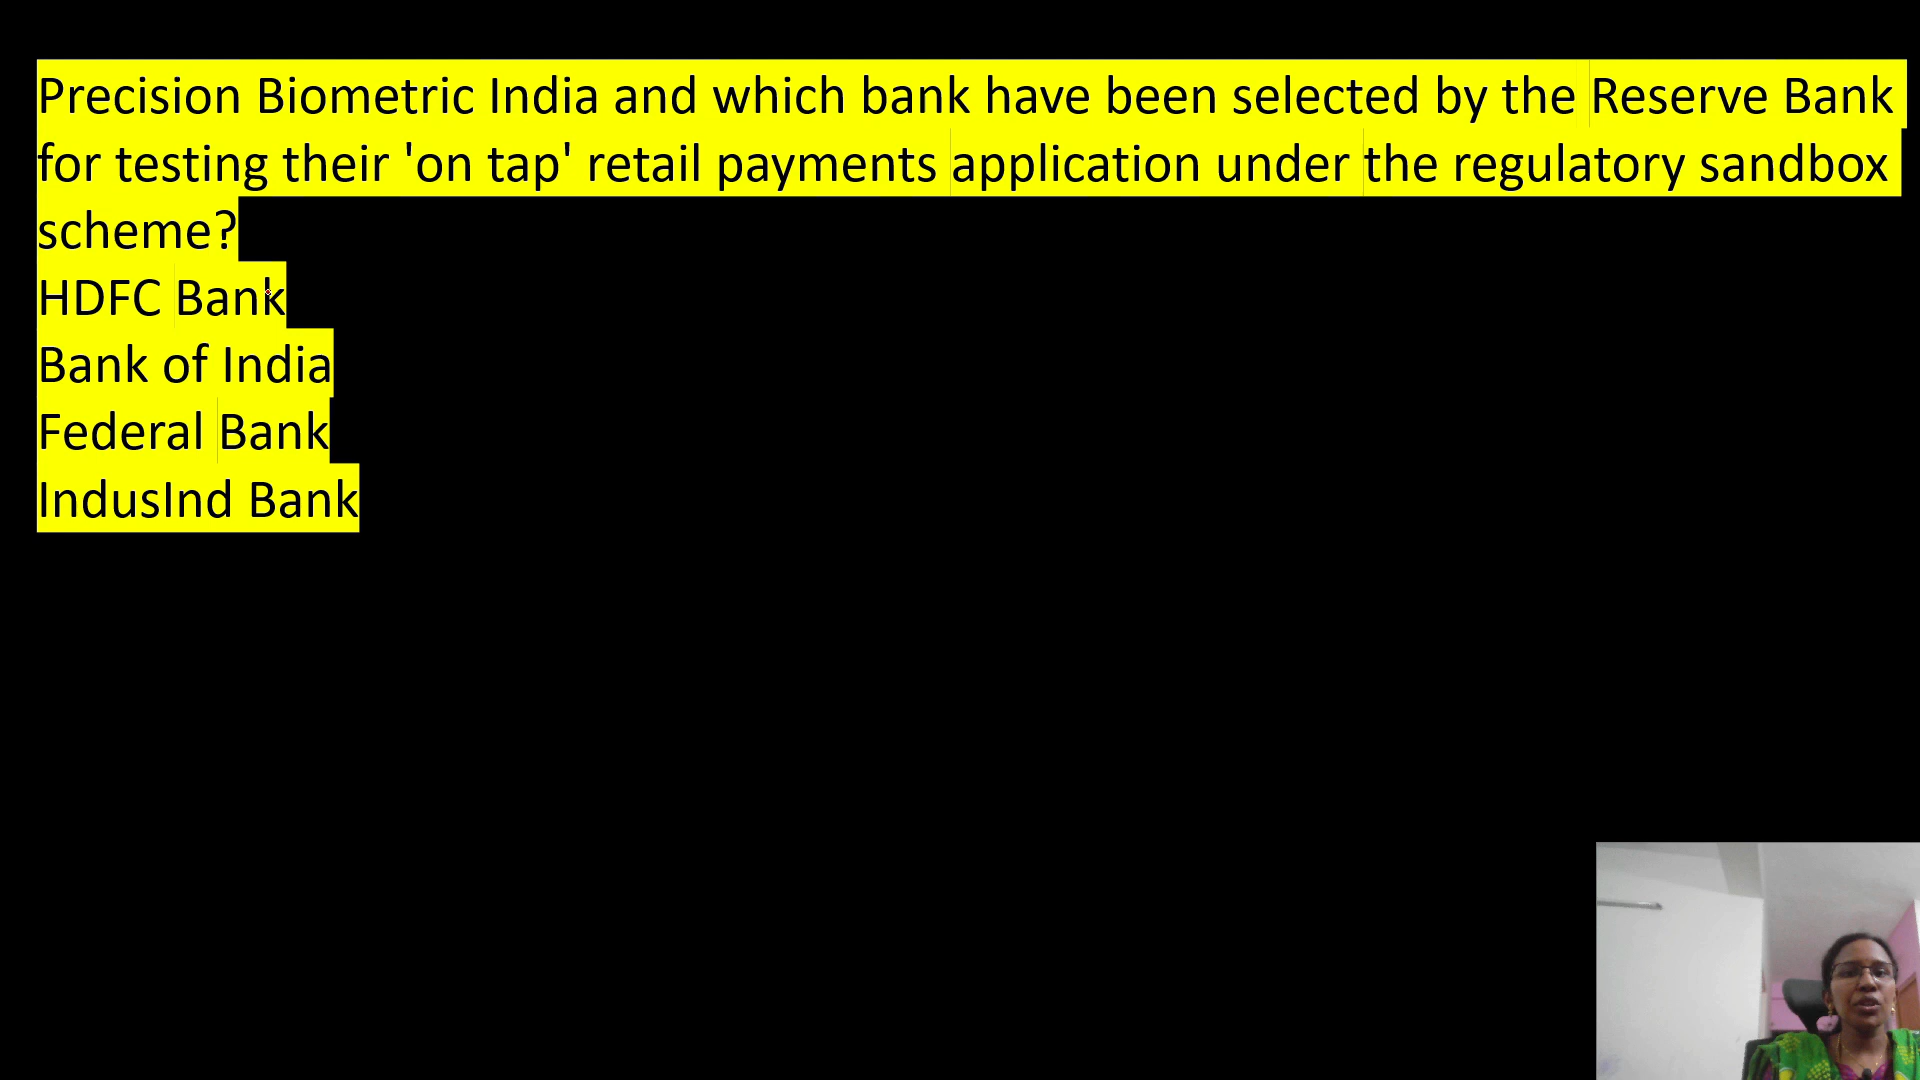 Precision Biometric India and which bank have been selected by the Reserve Bank
for testing their 'on tap' retail payments application under the regulatory sandbox
scheme?
HDFC Bank
Bank of India
Federal Bank
IndusInd Bank